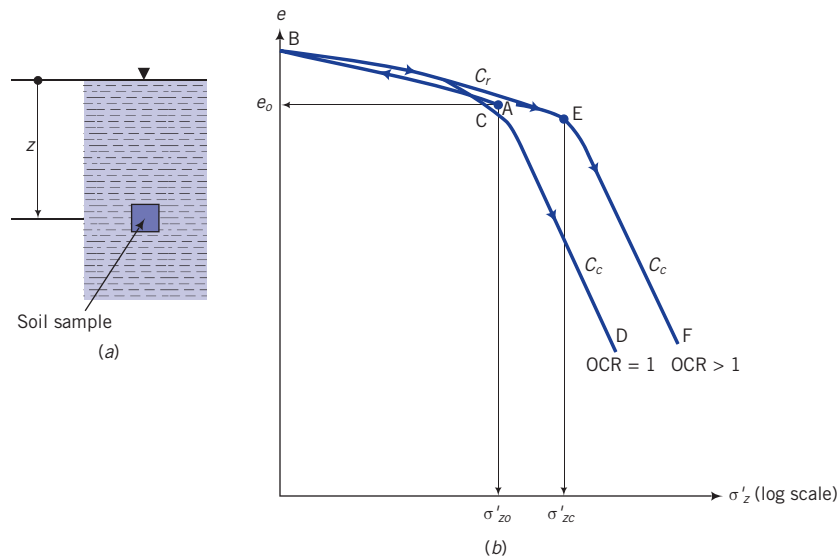 z
Soil sample
(a)
e
B
C_r
e_o
A
E
C
C_c
C_c
D
F
OCR = 1
OCR > 1
σ'_z (log scale)
σ'_zo
σ'_zc
(b)